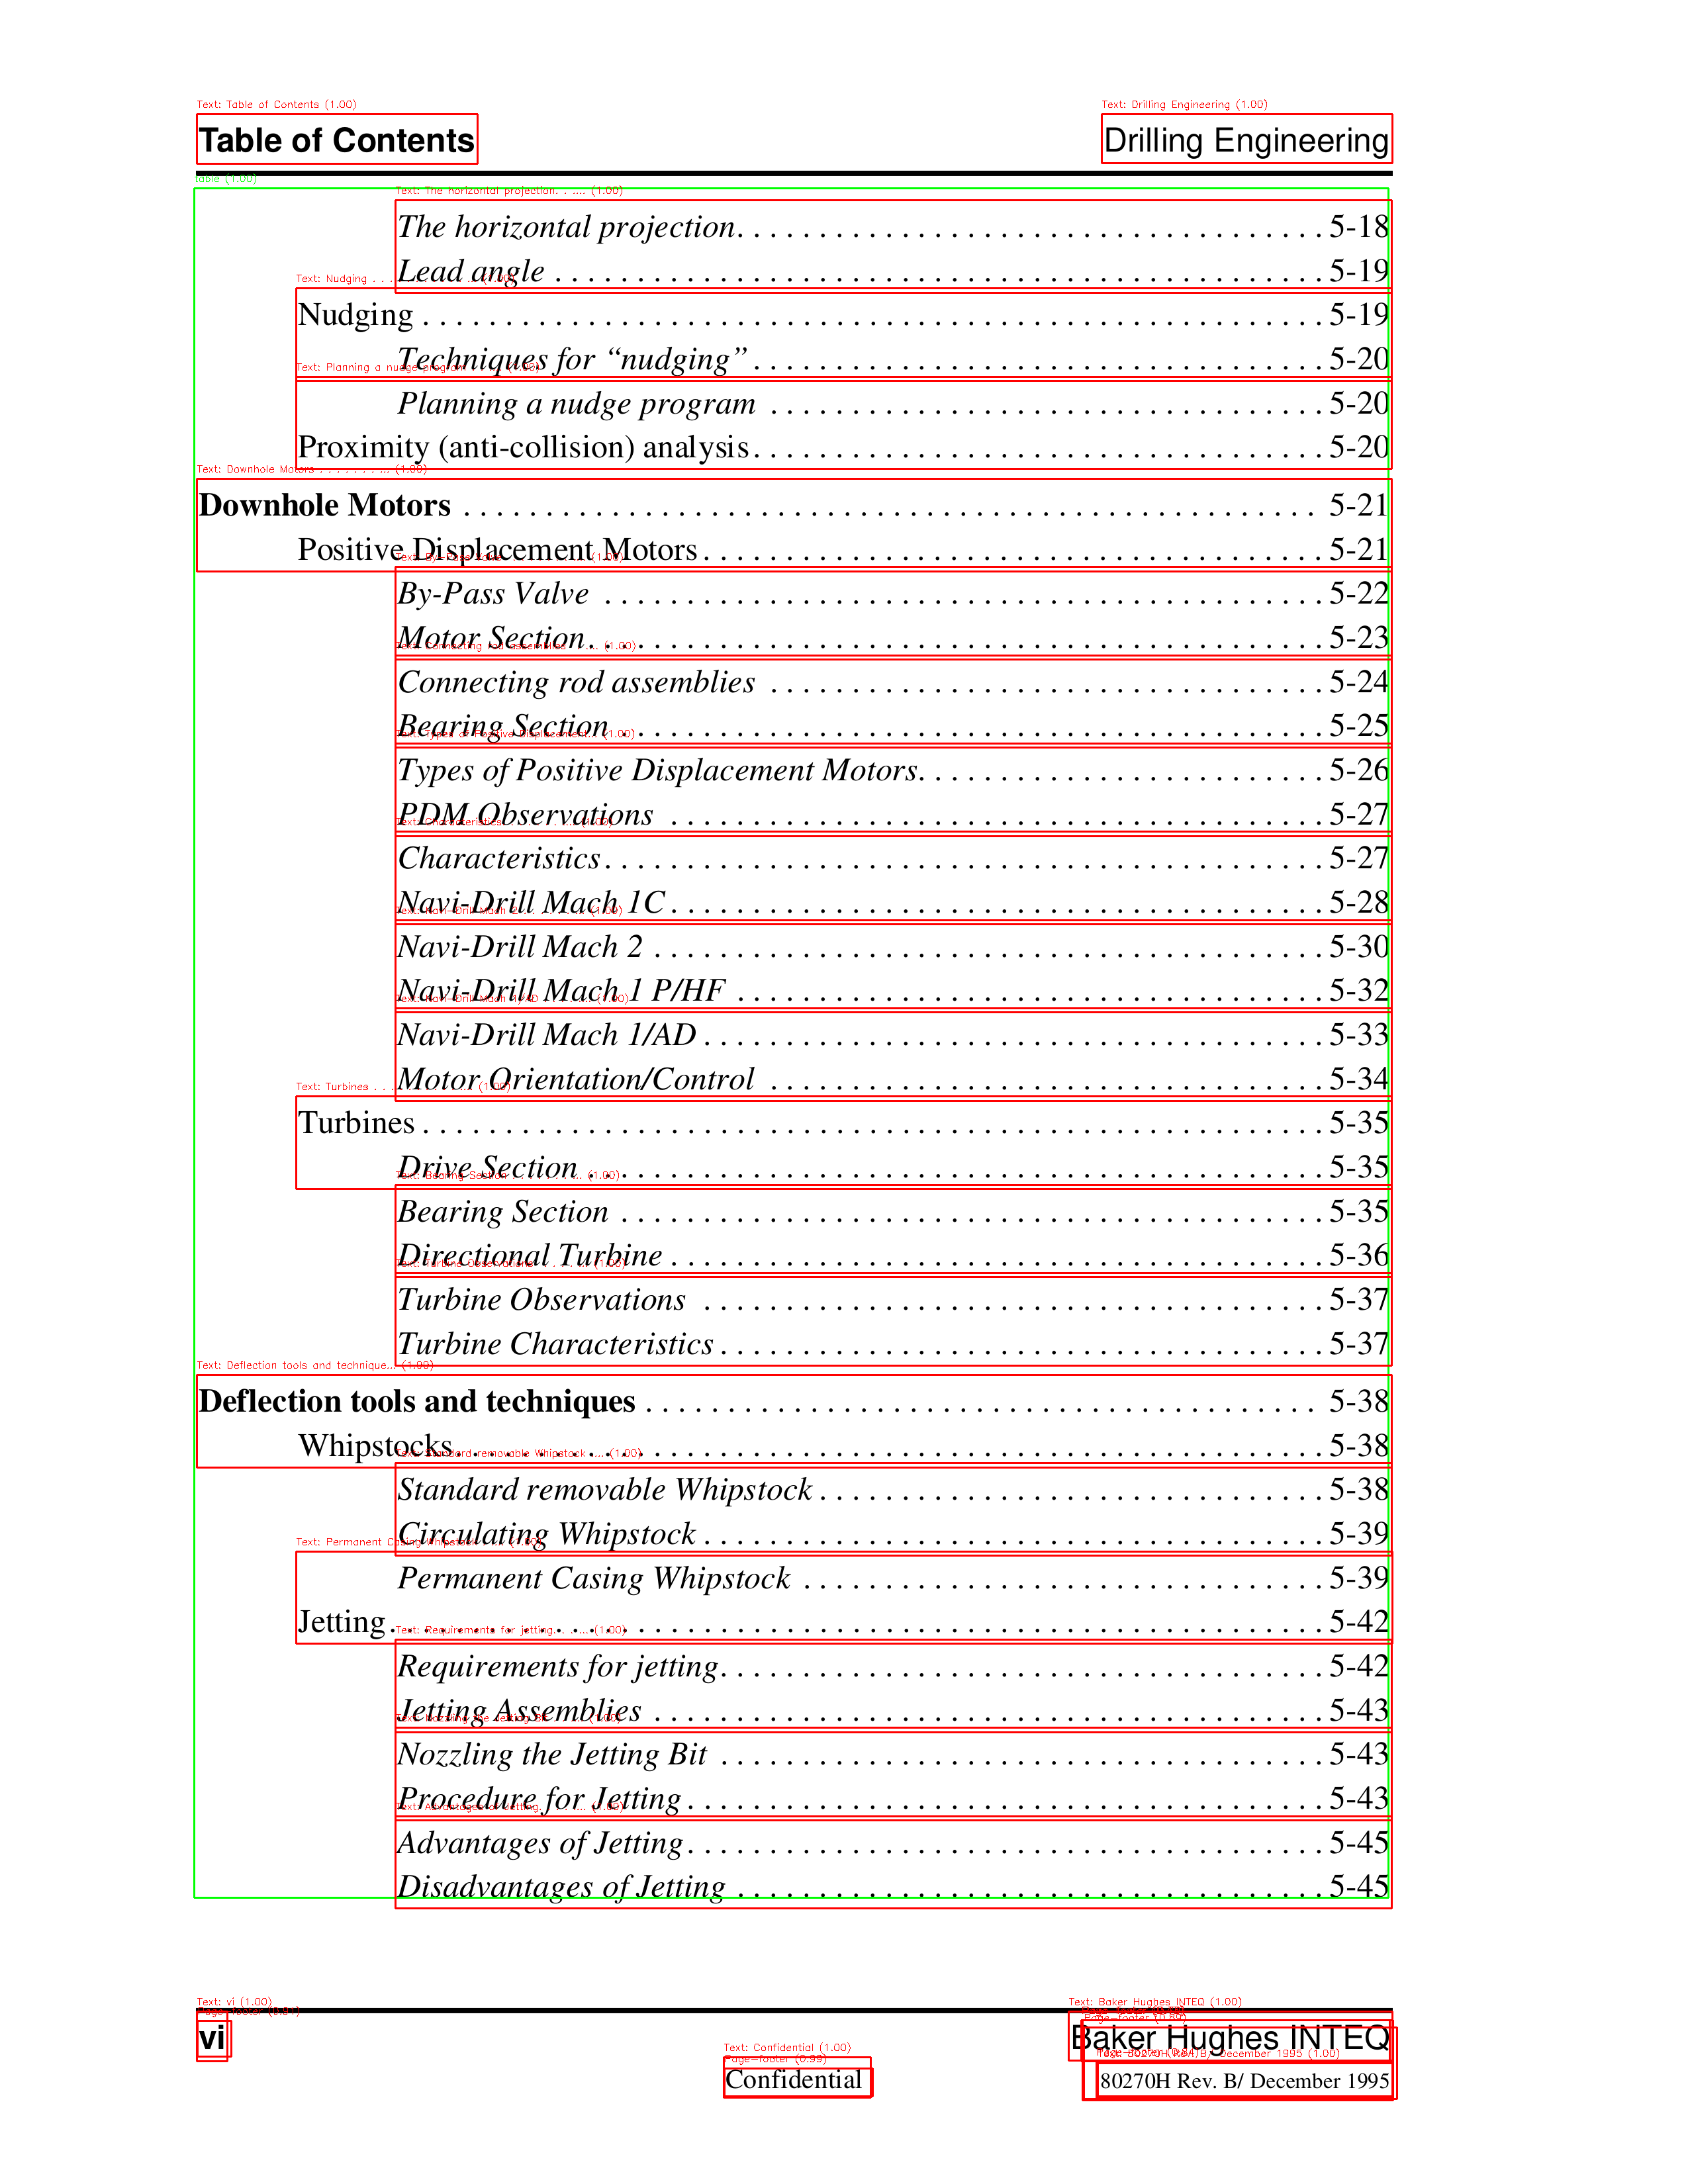 Table of Contents
Drilling Engineering
The horizontal projection. . . . . . . . . . . . . . . . . . . . . . . . . . . . . . . . . . . . 5-18
Lead angle . . . . . . . . . . . . . . . . . . . . . . . . . . . . . . . . . . . . . . . . . . . . . . . 5-19
Nudging . . . . . . . . . . . . . . . . . . . . . . . . . . . . . . . . . . . . . . . . . . . . . . . . . . . . . . . 5-19
Techniques for “nudging” . . . . . . . . . . . . . . . . . . . . . . . . . . . . . . . . . . . 5-20
Planning a nudge program . . . . . . . . . . . . . . . . . . . . . . . . . . . . . . . . . . 5-20
Proximity (anti-collision) analysis. . . . . . . . . . . . . . . . . . . . . . . . . . . . . . . . . . . 5-20
Downhole Motors . . . . . . . . . . . . . . . . . . . . . . . . . . . . . . . . . . . . . . . . . . . . . . . . . . . . 5-21
Positive Displacement Motors . . . . . . . . . . . . . . . . . . . . . . . . . . . . . . . . . . . . . . 5-21
By-Pass Valve . . . . . . . . . . . . . . . . . . . . . . . . . . . . . . . . . . . . . . . . . . . . 5-22
Motor Section. . . . . . . . . . . . . . . . . . . . . . . . . . . . . . . . . . . . . . . . . . . . . 5-23
Connecting rod assemblies . . . . . . . . . . . . . . . . . . . . . . . . . . . . . . . . . . 5-24
Bearing Section . . . . . . . . . . . . . . . . . . . . . . . . . . . . . . . . . . . . . . . . . . . 5-25
Types of Positive Displacement Motors. . . . . . . . . . . . . . . . . . . . . . . . . 5-26
PDM Observations . . . . . . . . . . . . . . . . . . . . . . . . . . . . . . . . . . . . . . . . 5-27
Characteristics . . . . . . . . . . . . . . . . . . . . . . . . . . . . . . . . . . . . . . . . . . . . 5-27
Navi-Drill Mach 1C . . . . . . . . . . . . . . . . . . . . . . . . . . . . . . . . . . . . . . . . 5-28
Navi-Drill Mach 2 . . . . . . . . . . . . . . . . . . . . . . . . . . . . . . . . . . . . . . . . . 5-30
Navi-Drill Mach 1 P/HF . . . . . . . . . . . . . . . . . . . . . . . . . . . . . . . . . . . . 5-32
Navi-Drill Mach 1/AD . . . . . . . . . . . . . . . . . . . . . . . . . . . . . . . . . . . . . . 5-33
Motor Orientation/Control . . . . . . . . . . . . . . . . . . . . . . . . . . . . . . . . . . 5-34
Turbines . . . . . . . . . . . . . . . . . . . . . . . . . . . . . . . . . . . . . . . . . . . . . . . . . . . . . . . 5-35
Drive Section . . . . . . . . . . . . . . . . . . . . . . . . . . . . . . . . . . . . . . . . . . . . . 5-35
Bearing Section . . . . . . . . . . . . . . . . . . . . . . . . . . . . . . . . . . . . . . . . . . . 5-35
Directional Turbine . . . . . . . . . . . . . . . . . . . . . . . . . . . . . . . . . . . . . . . . 5-36
Turbine Observations . . . . . . . . . . . . . . . . . . . . . . . . . . . . . . . . . . . . . . 5-37
Turbine Characteristics . . . . . . . . . . . . . . . . . . . . . . . . . . . . . . . . . . . . . 5-37
Deflection tools and techniques . . . . . . . . . . . . . . . . . . . . . . . . . . . . . . . . . . . . . . . . . 5-38
Whipstocks . . . . . . . . . . . . . . . . . . . . . . . . . . . . . . . . . . . . . . . . . . . . . . . . . . . . . 5-38
Standard removable Whipstock . . . . . . . . . . . . . . . . . . . . . . . . . . . . . . . 5-38
Circulating Whipstock . . . . . . . . . . . . . . . . . . . . . . . . . . . . . . . . . . . . . . 5-39
Permanent Casing Whipstock . . . . . . . . . . . . . . . . . . . . . . . . . . . . . . . . 5-39
Jetting . . . . . . . . . . . . . . . . . . . . . . . . . . . . . . . . . . . . . . . . . . . . . . . . . . . . . . . . . 5-42
Requirements for jetting. . . . . . . . . . . . . . . . . . . . . . . . . . . . . . . . . . . . . 5-42
Jetting Assemblies . . . . . . . . . . . . . . . . . . . . . . . . . . . . . . . . . . . . . . . . . 5-43
Nozzling the Jetting Bit . . . . . . . . . . . . . . . . . . . . . . . . . . . . . . . . . . . . . 5-43
Procedure for Jetting . . . . . . . . . . . . . . . . . . . . . . . . . . . . . . . . . . . . . . . 5-43
Advantages of Jetting. . . . . . . . . . . . . . . . . . . . . . . . . . . . . . . . . . . . . . . 5-45
Disadvantages of Jetting . . . . . . . . . . . . . . . . . . . . . . . . . . . . . . . . . . . . 5-45
vi
Baker Hughes INTEQ
Confidential
80270H Rev. B/ December 1995